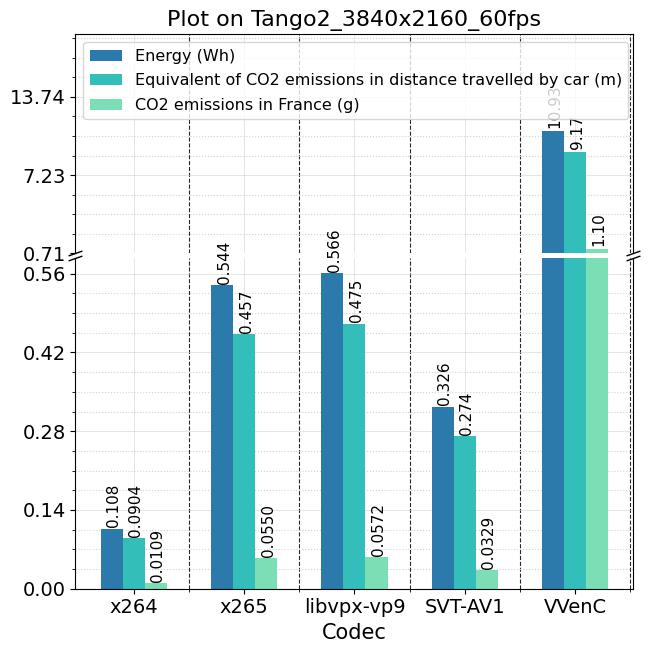 Plot on Tango2_3840x2160_60fps
Energy (Wh)
Equivalent of CO2 emissions in distance travelled by car (m)
CO2 emissions in France (g)
13.74
7.23
0.71
0.56
0.42
0.28
0.14
0.00
0.108
0.0904
0.0109
0.544
0.457
0.0550
0.566
0.475
0.0572
0.326
0.274
0.0329
10.93
9.17
1.10
x264
x265
libvpx-vp9
SVT-AV1
VVenC
Codec